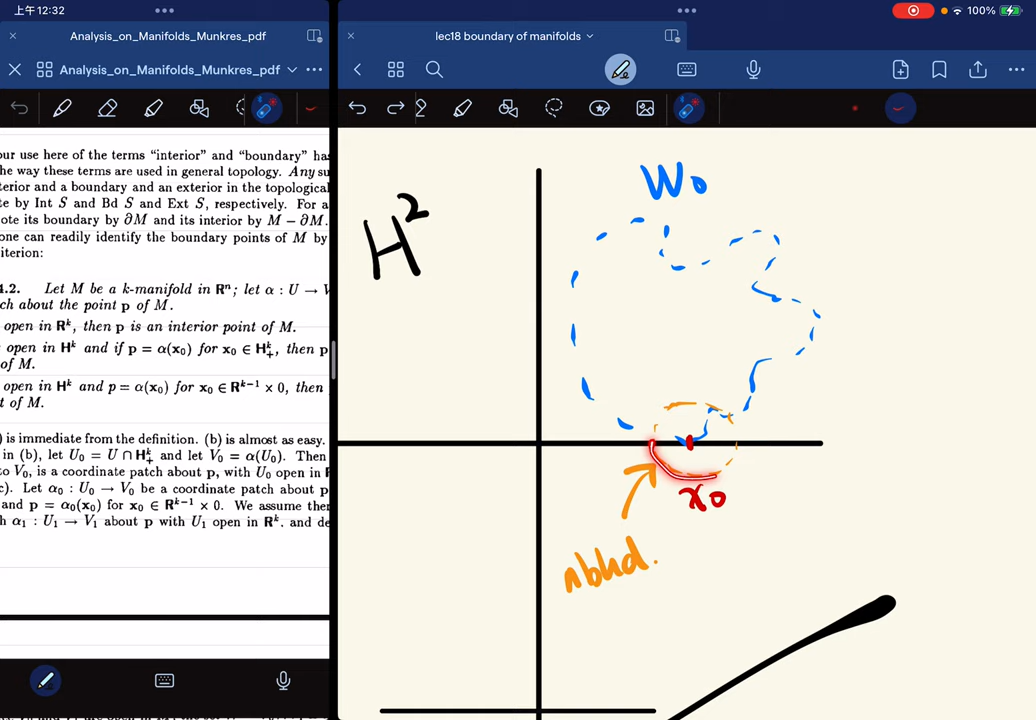 上午12:32
100%
Analysis_on_Manifolds_Munkres_pdf
lec18 boundary of manifolds
Analysis_on_Manifolds_Munkres_pdf
our use here of the terms “interior” and “boundary” ha
he way these terms are used in general topology. Any su
terior and a boundary and an exterior in the topological
te by Int S and Bd S and Ext S, respectively. For a
ote its boundary by ∂M and its interior by M − ∂M.
one can readily identify the boundary points of M by
iterion:
4.2. Let M be a k-manifold in Rⁿ; let α : U → V
ch about the point p of M.
open in Rᵏ, then p is an interior point of M.
open in Hᵏ and if p = α(x₀) for x₀ ∈ Hᵏ₊, then p
of M.
open in Hᵏ and p = α(x₀) for x₀ ∈ Rᵏ⁻¹ × 0, then
t of M.
) is immediate from the definition. (b) is almost as easy.
in (b), let U₀ = U ∩ Hᵏ₊ and let V₀ = α(U₀). Then
to V₀, is a coordinate patch about p, with U₀ open in
c). Let α₀ : U₀ → V₀ be a coordinate patch about p
and p = α₀(x₀) for x₀ ∈ Rᵏ⁻¹ × 0. We assume ther
h α₁ : U₁ → V₁ about p with U₁ open in Rᵏ, and de
H²
W₀
x₀
nbhd.